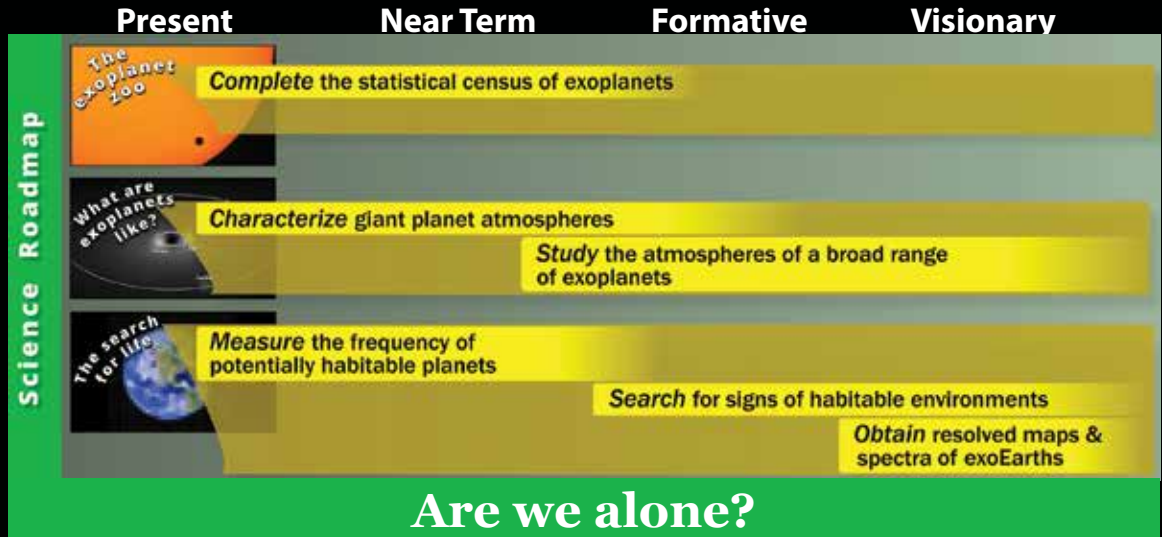 Present Near Term Formative Visionary
Science Roadmap
The
exoplanet
zoo
Complete the statistical census of exoplanets
What are
exoplanets
like?
Characterize giant planet atmospheres
Study the atmospheres of a broad range
of exoplanets
The search
for life
Measure the frequency of
potentially habitable planets
Search for signs of habitable environments
Obtain resolved maps &
spectra of exoEarths
Are we alone?